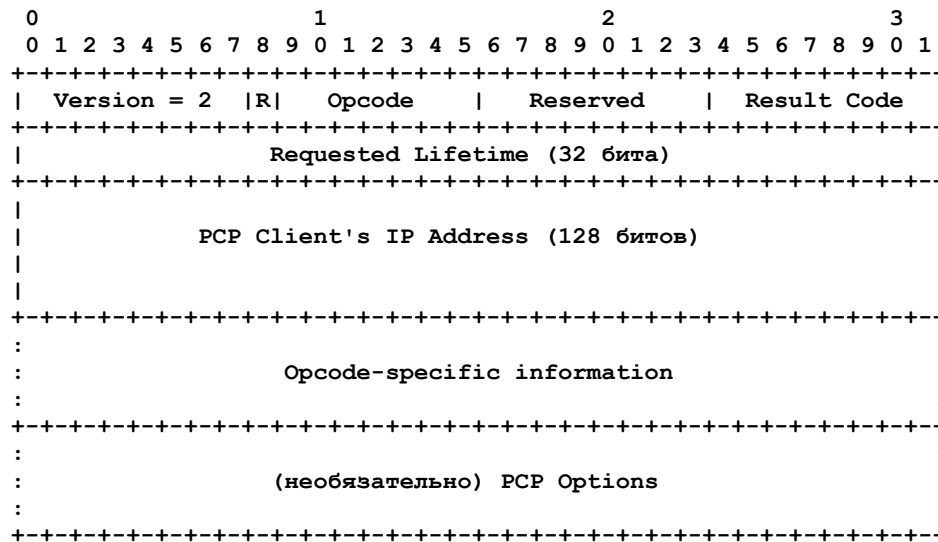 0                   1                   2                   3
 0 1 2 3 4 5 6 7 8 9 0 1 2 3 4 5 6 7 8 9 0 1 2 3 4 5 6 7 8 9 0 1
+-+-+-+-+-+-+-+-+-+-+-+-+-+-+-+-+-+-+-+-+-+-+-+-+-+-+-+-+-+-+-+--
|  Version = 2  |R|   Opcode    |   Reserved    |  Result Code
+-+-+-+-+-+-+-+-+-+-+-+-+-+-+-+-+-+-+-+-+-+-+-+-+-+-+-+-+-+-+-+--
|                 Requested Lifetime (32 бита)
+-+-+-+-+-+-+-+-+-+-+-+-+-+-+-+-+-+-+-+-+-+-+-+-+-+-+-+-+-+-+-+--
|
|            PCP Client's IP Address (128 битов)
|
|
+-+-+-+-+-+-+-+-+-+-+-+-+-+-+-+-+-+-+-+-+-+-+-+-+-+-+-+-+-+-+-+--
:
:                  Opcode-specific information
:
+-+-+-+-+-+-+-+-+-+-+-+-+-+-+-+-+-+-+-+-+-+-+-+-+-+-+-+-+-+-+-+--
:
:                 (необязательно) PCP Options
:
+-+-+-+-+-+-+-+-+-+-+-+-+-+-+-+-+-+-+-+-+-+-+-+-+-+-+-+-+-+-+-+--